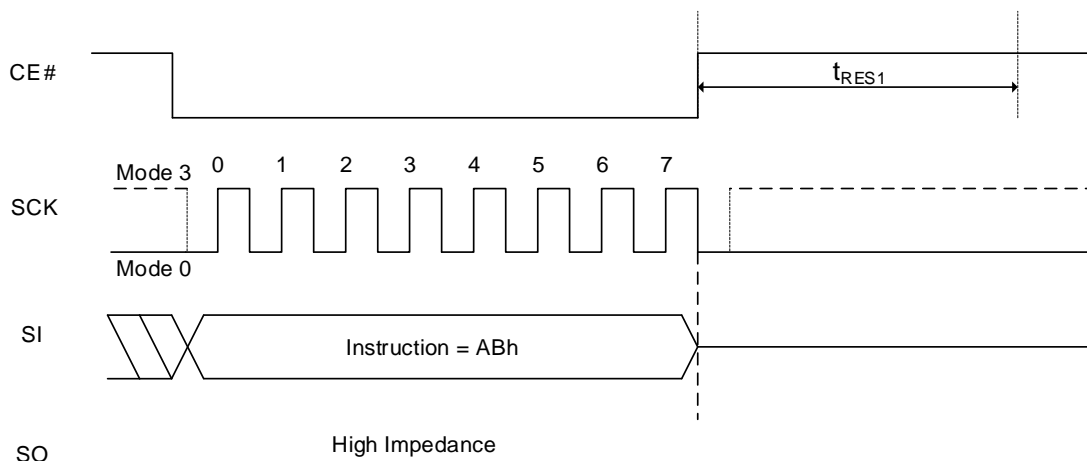 CE#
tRES1
Mode 3
0 1 2 3 4 5 6 7
SCK
Mode 0
SI
Instruction = ABh
SO
High Impedance